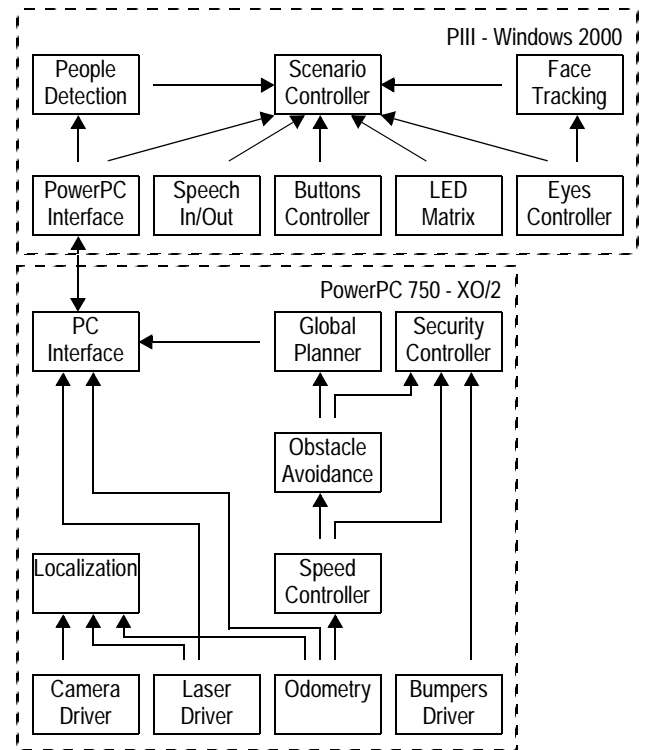 PIII - Windows 2000
People
Detection
Scenario
Controller
Face
Tracking
PowerPC
Interface
Speech
In/Out
Buttons
Controller
LED
Matrix
Eyes
Controller
PowerPC 750 - XO/2
PC
Interface
Global
Planner
Security
Controller
Obstacle
Avoidance
Localization
Speed
Controller
Camera
Driver
Laser
Driver
Odometry
Bumpers
Driver